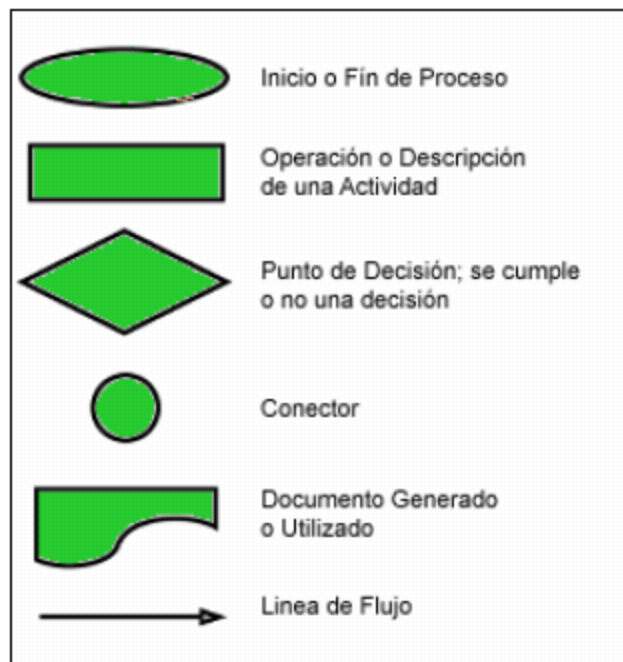 Inicio o Fín de Proceso
Operación o Descripción
de una Actividad
Punto de Decisión; se cumple
o no una decisión
Conector
Documento Generado
o Utilizado
Linea de Flujo